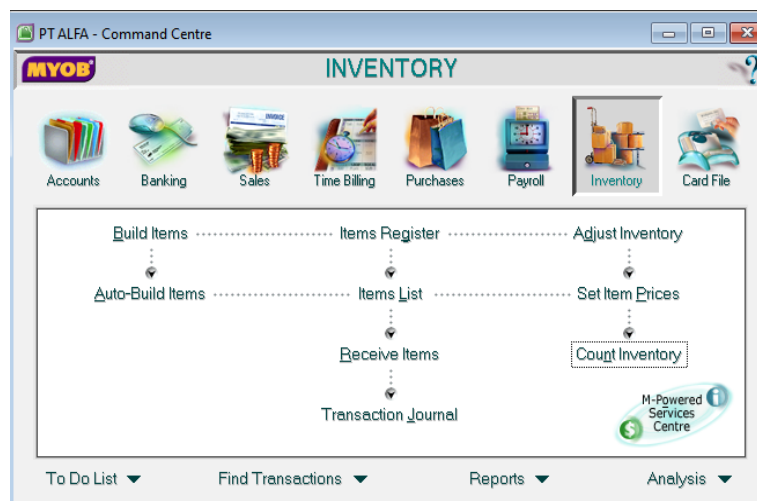 PT ALFA - Command Centre
MYOB INVENTORY
Accounts Banking Sales Time Billing Purchases Payroll Inventory Card File
INVOICE
Build Items Items Register Adjust Inventory
Auto-Build Items Items List Set Item Prices
Receive Items Count Inventory
Transaction Journal
M-Powered
Services
Centre
To Do List Find Transactions Reports Analysis